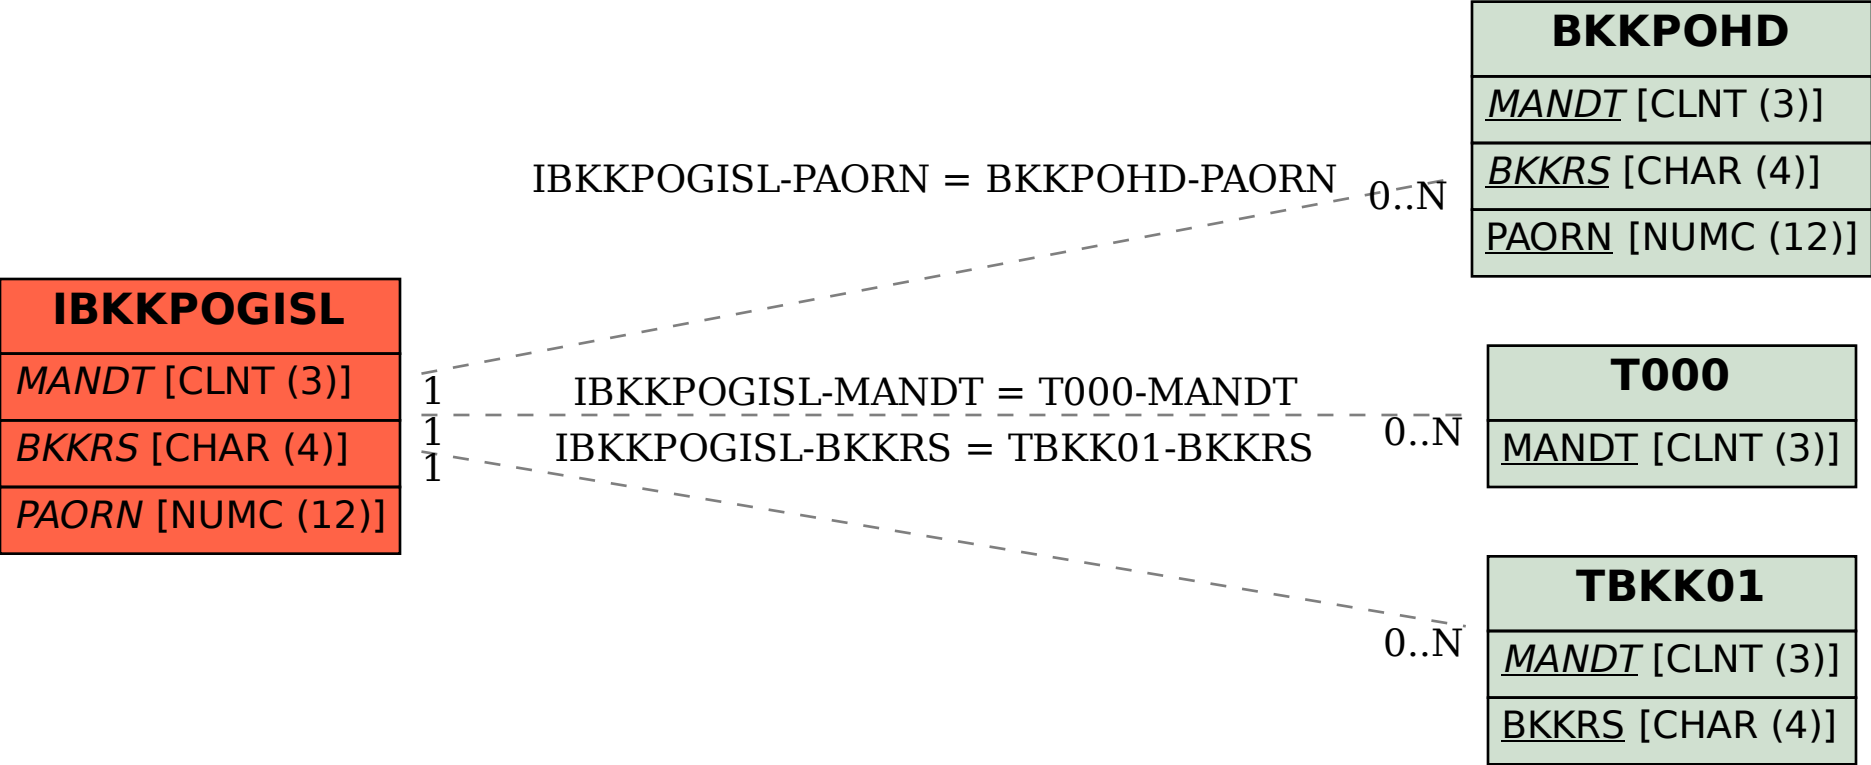 BKKPOHD
MANDT [CLNT (3)]
BKKRS [CHAR (4)]
PAORN [NUMC (12)]
IBKKPOGISL-PAORN = BKKPOHD-PAORN
0..N
IBKKPOGISL
MANDT [CLNT (3)]
BKKRS [CHAR (4)]
PAORN [NUMC (12)]
1
1
1
IBKKPOGISL-MANDT = T000-MANDT
0..N
IBKKPOGISL-BKKRS = TBKK01-BKKRS
0..N
T000
MANDT [CLNT (3)]
TBKK01
MANDT [CLNT (3)]
BKKRS [CHAR (4)]